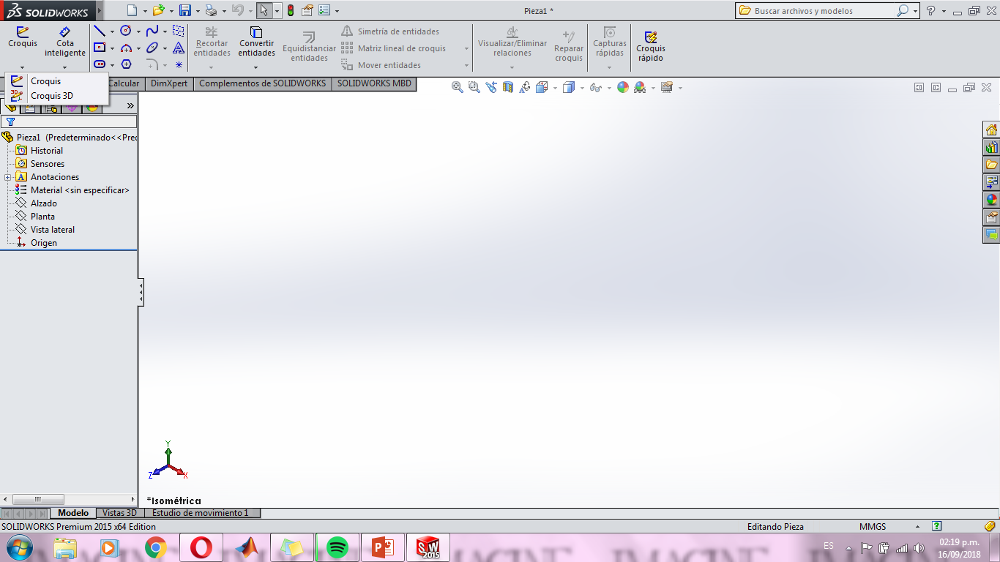 SOLIDWORKS
Pieza1 *
Buscar archivos y modelos
Croquis
Cota inteligente
Recortar entidades
Convertir entidades
Equidistanciar entidades
Simetría de entidades
Matriz lineal de croquis
Mover entidades
Visualizar/Eliminar relaciones
Reparar croquis
Capturas rápidas
Croquis rápido
Croquis
Croquis 3D
Calcular
DimXpert
Complementos de SOLIDWORKS
SOLIDWORKS MBD
Pieza1 (Predeterminado<<Pred
Historial
Sensores
Anotaciones
Material <sin especificar>
Alzado
Planta
Vista lateral
Origen
Y
Z
X
*Isométrica
Modelo
Vistas 3D
Estudio de movimiento 1
SOLIDWORKS Premium 2015 x64 Edition
Editando Pieza
MMGS
ES
02:19 p.m.
16/09/2018